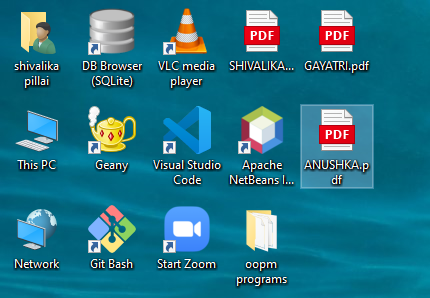 shivalika
pillai
DB Browser
(SQLite)
VLC media
player
PDF
SHIVALIKA...
PDF
GAYATRI.pdf
This PC
Geany
Visual Studio
Code
Apache
NetBeans I...
PDF
ANUSHKA.p
df
Network
Git Bash
Start Zoom
oopm
programs